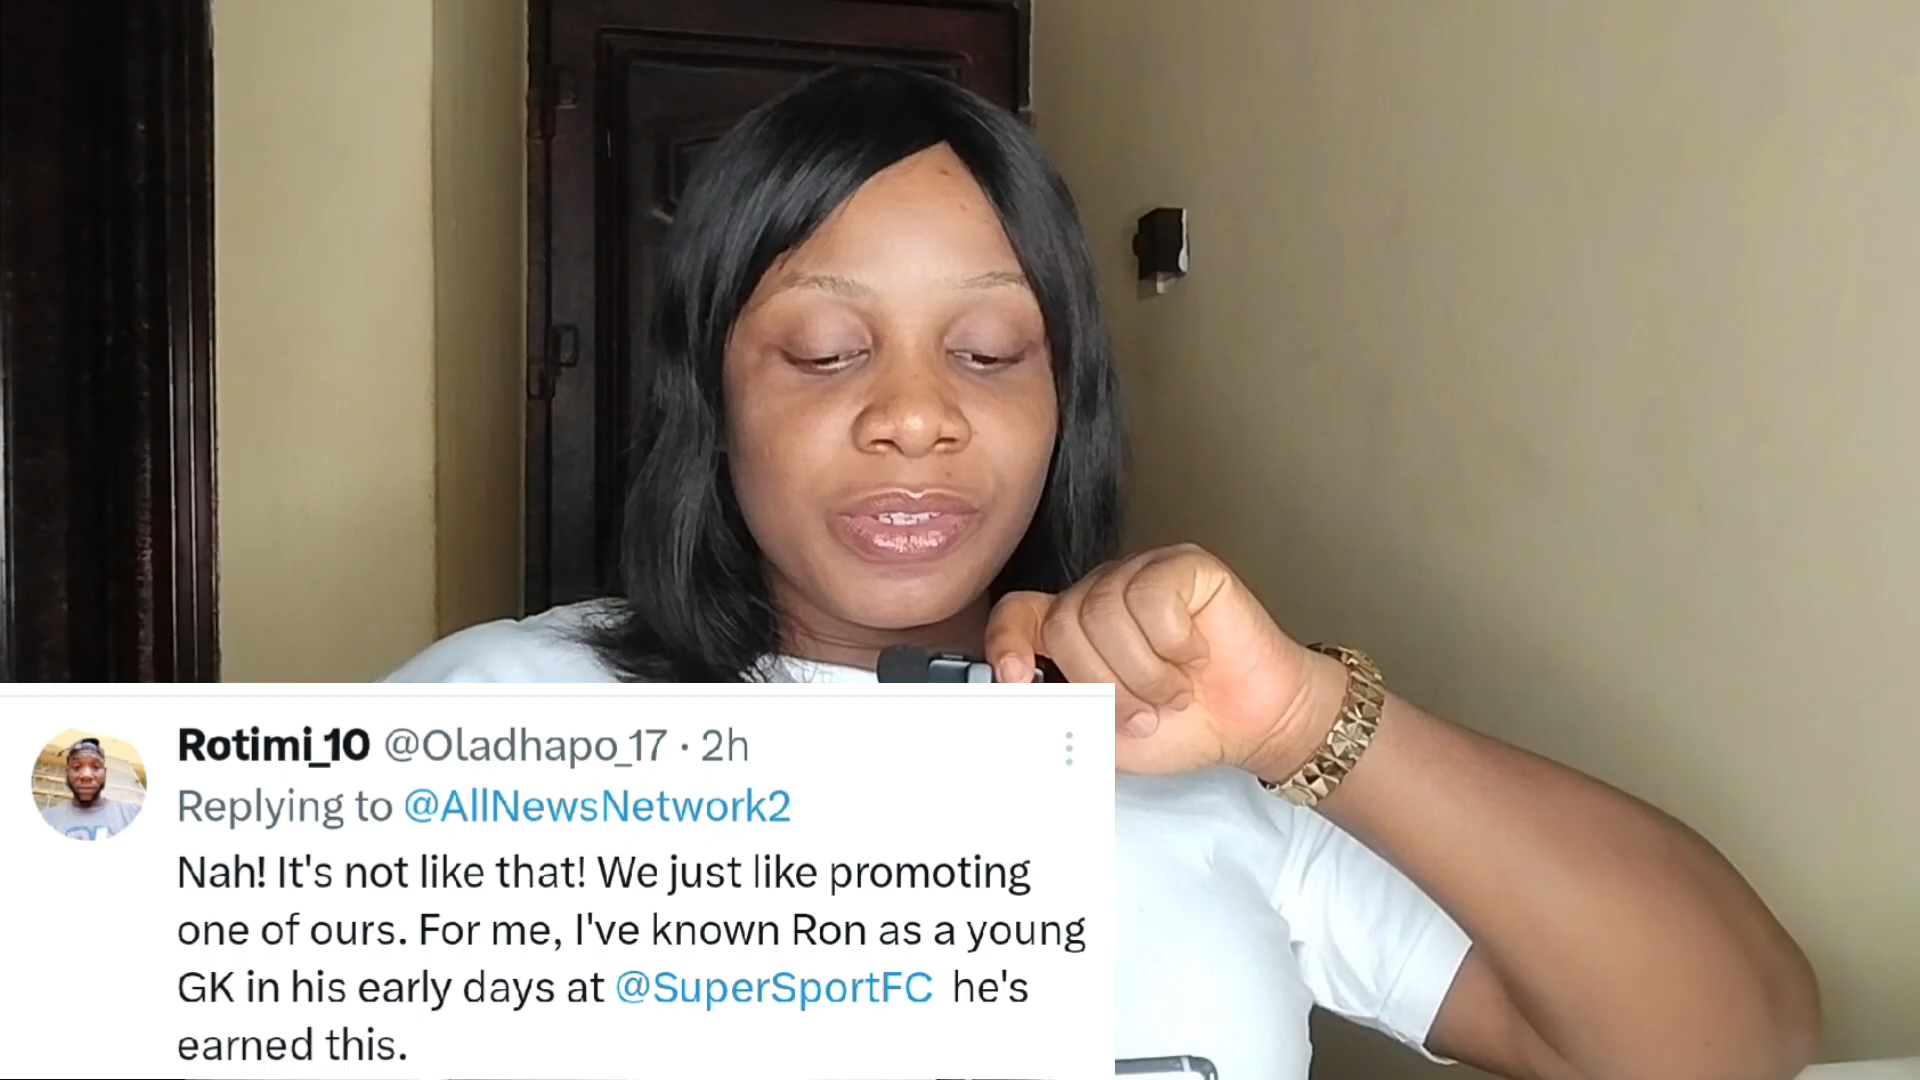 Rotimi_10 @Oladhapo_17 · 2h
Replying to @AllNewsNetwork2
Nah! It's not like that! We just like promoting
one of ours. For me, I've known Ron as a young
GK in his early days at @SuperSportFC he's
earned this.